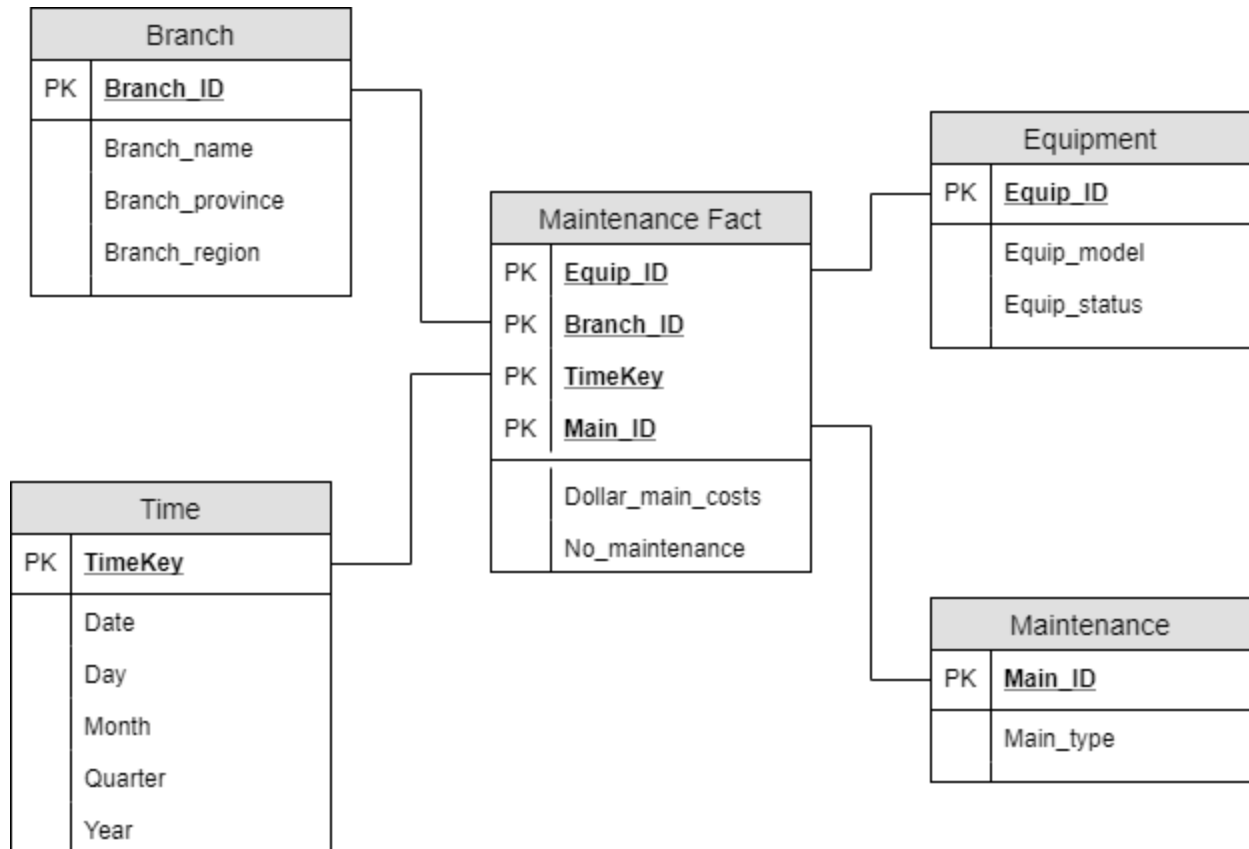 Branch
PK Branch_ID
Branch_name
Branch_province
Branch_region
Equipment
PK Equip_ID
Equip_model
Equip_status
Maintenance Fact
PK Equip_ID
PK Branch_ID
PK TimeKey
PK Main_ID
Dollar_main_costs
No_maintenance
Time
PK TimeKey
Date
Day
Month
Quarter
Year
Maintenance
PK Main_ID
Main_type